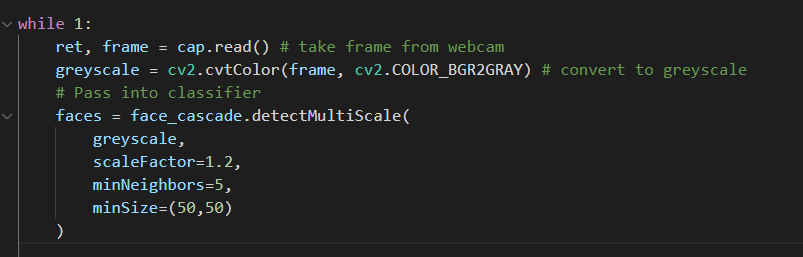 while 1:
    ret, frame = cap.read() # take frame from webcam
    greyscale = cv2.cvtColor(frame, cv2.COLOR_BGR2GRAY) # convert to greyscale
    # Pass into classifier
    faces = face_cascade.detectMultiScale(
        greyscale,
        scaleFactor=1.2,
        minNeighbors=5,
        minSize=(50,50)
    )